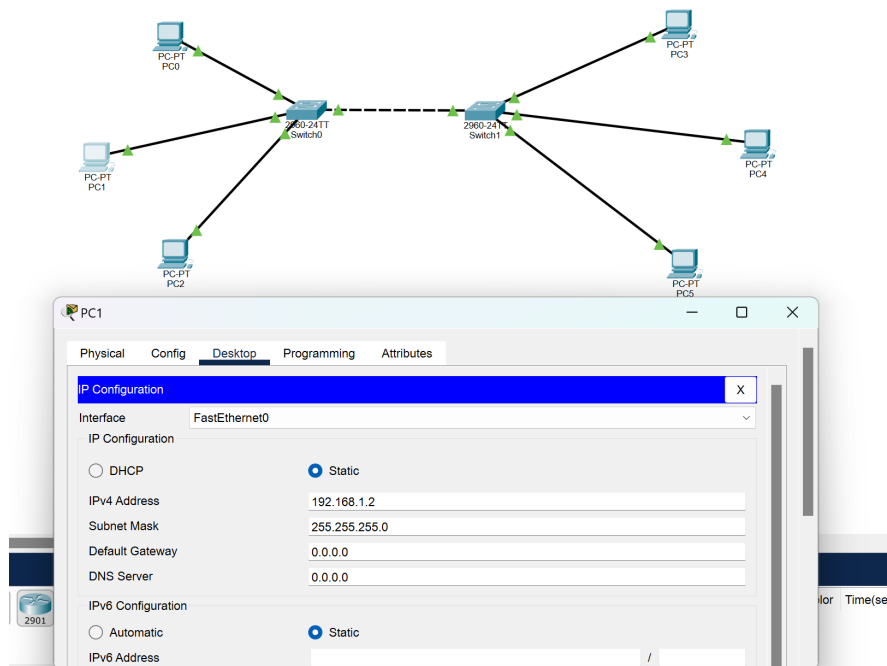 PC-PT
PC0
PC-PT
PC3
2960-24TT
Switch0
Switch1
PC-PT
PC4
PC-PT
PC1
PC-PT
PC2
PC-PT
PC5
PC1
Physical Config Desktop Programming Attributes
IP Configuration X
Interface FastEthernet0
IP Configuration
DHCP Static
IPv4 Address 192.168.1.2
Subnet Mask 255.255.255.0
Default Gateway 0.0.0.0
DNS Server 0.0.0.0
IPv6 Configuration
Automatic Static
IPv6 Address /
2901
Time(se